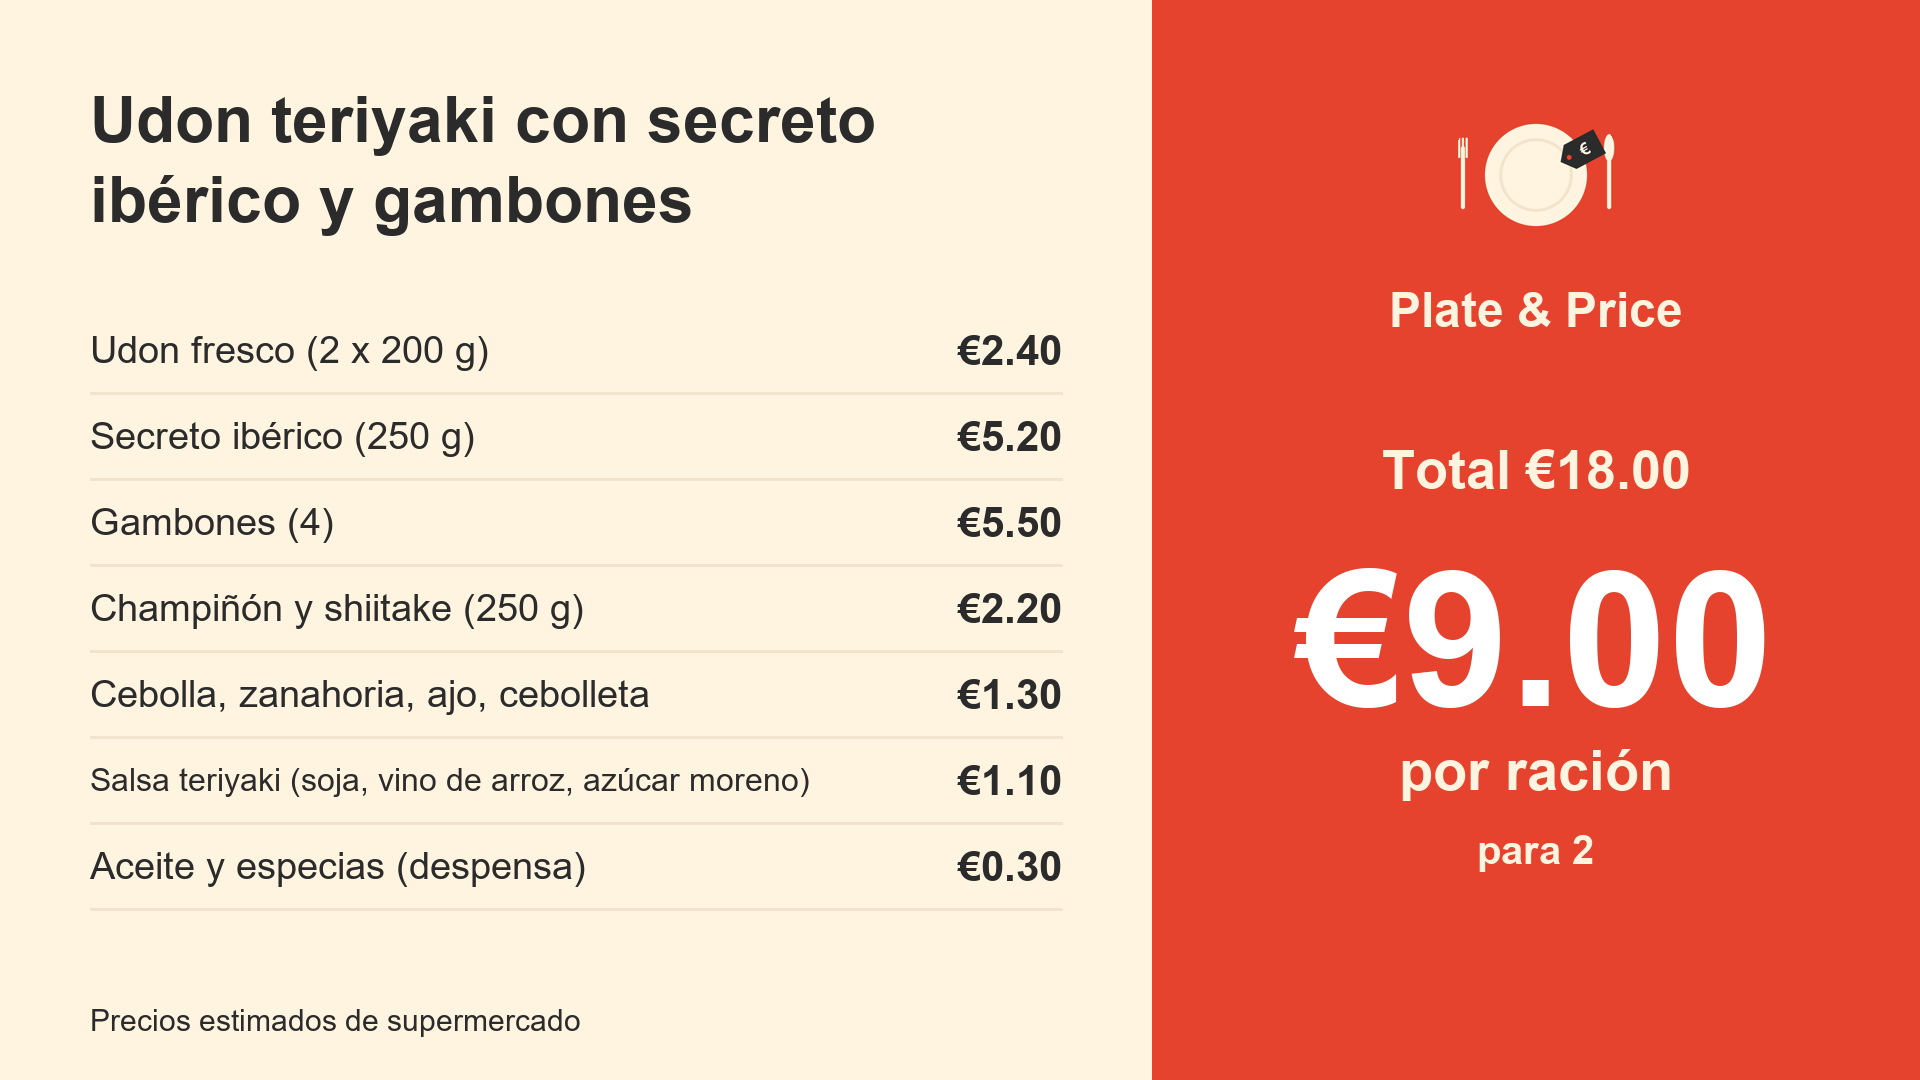 Udon teriyaki con secreto
ibérico y gambones
Udon fresco (2 x 200 g) €2.40
Secreto ibérico (250 g) €5.20
Gambones (4) €5.50
Champiñón y shiitake (250 g) €2.20
Cebolla, zanahoria, ajo, cebolleta €1.30
Salsa teriyaki (soja, vino de arroz, azúcar moreno) €1.10
Aceite y especias (despensa) €0.30
Precios estimados de supermercado
€
Plate & Price
Total €18.00
€9.00
por ración
para 2